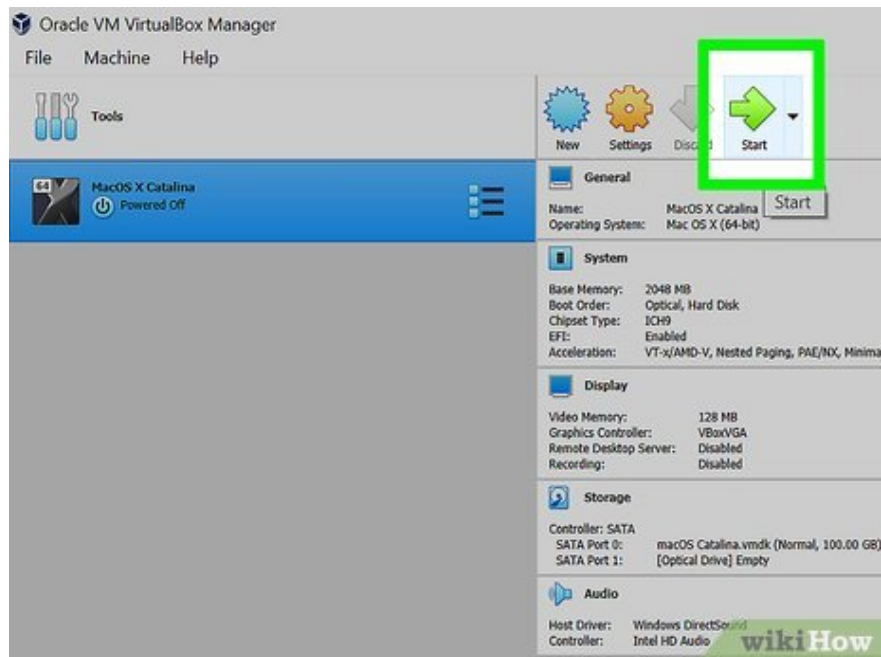 Oracle VM VirtualBox Manager
File Machine Help
Tools
New Settings Start
64 MacOS X Catalina
Powered Off
General
Name: MacOS X Catalina
Start
Operating System: Mac OS X (64-bit)
System
Base Memory: 2048 MB
Boot Order: Optical, Hard Disk
Chipset Type: ICH9
EFI: Enabled
Acceleration: VT-x/AMD-V, Nested Paging, PAE/NX, Minima
Display
Video Memory: 128 MB
Graphics Controller: VBoxVGA
Remote Desktop Server: Disabled
Recording: Disabled
Storage
Controller: SATA
SATA Port 0: macOS Catalina.vmdk (Normal, 100.00 GB)
SATA Port 1: [Optical Drive] Empty
Audio
Host Driver: Windows DirectSound
Controller: Intel HD Audio
wikiHow